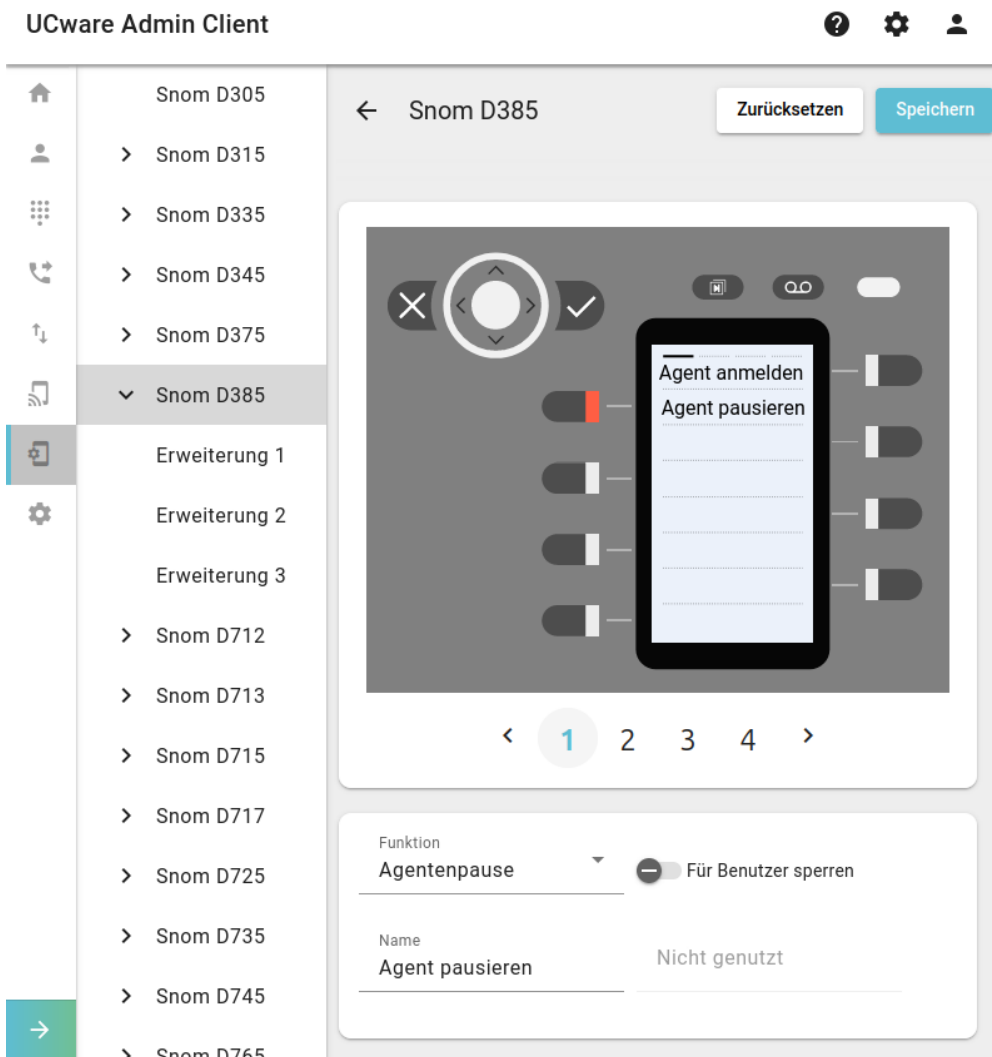 UCware Admin Client
Snom D305
Snom D315
Snom D335
Snom D345
Snom D375
Snom D385
Erweiterung 1
Erweiterung 2
Erweiterung 3
Snom D712
Snom D713
Snom D715
Snom D717
Snom D725
Snom D735
Snom D745
Snom D765
Snom D385
Zurücksetzen
Speichern
Agent anmelden
Agent pausieren
1 2 3 4
Funktion
Agentenpause
Für Benutzer sperren
Name
Agent pausieren
Nicht genutzt